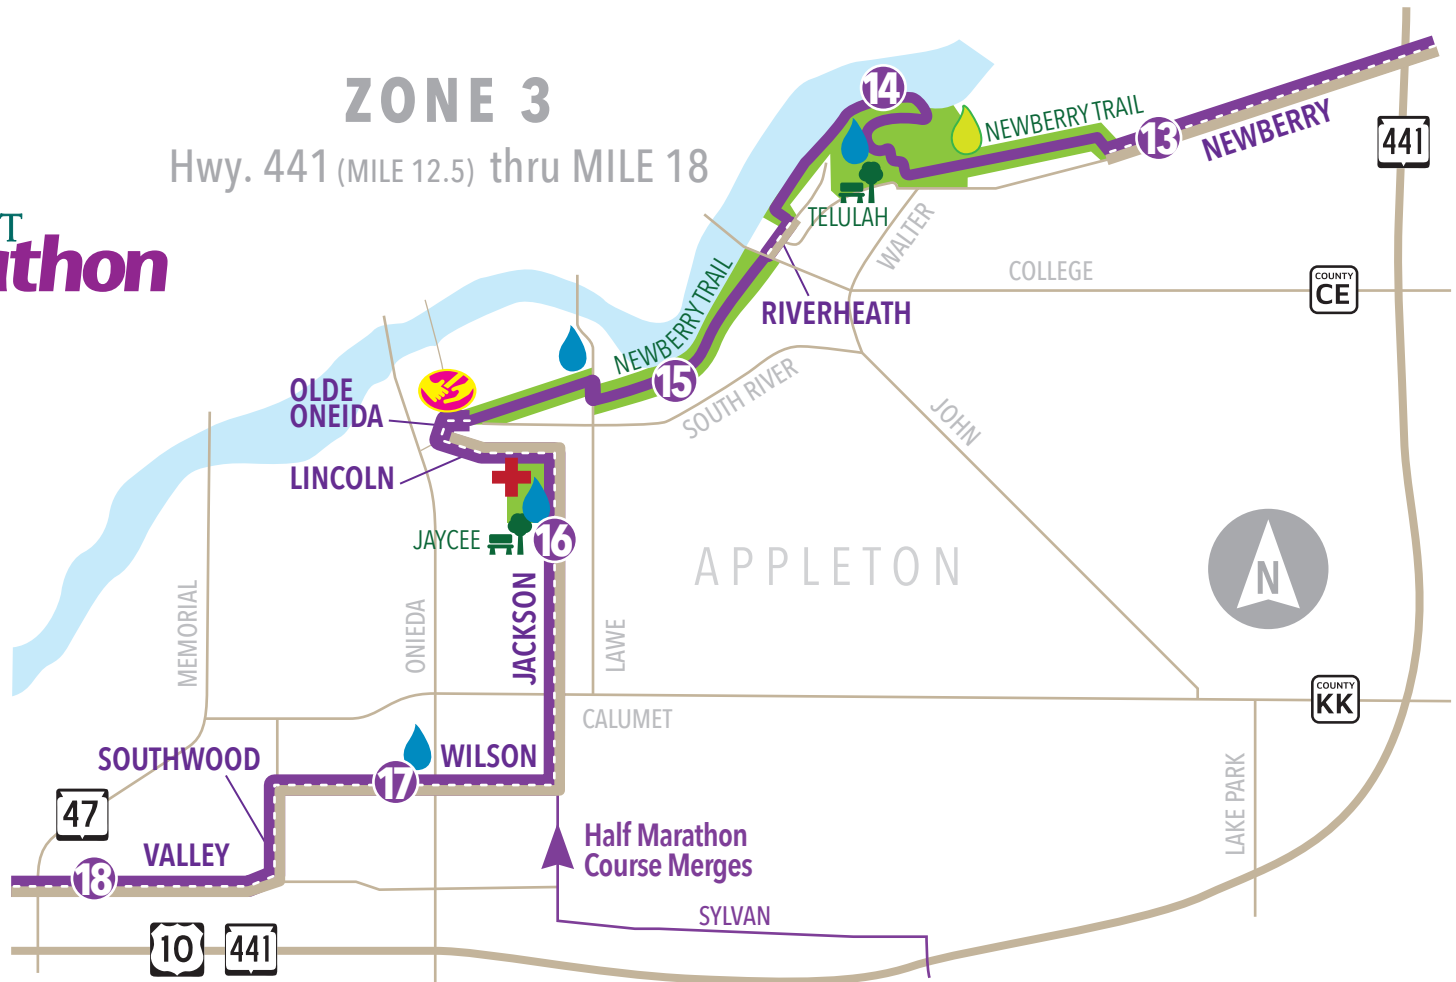 ZONE 3
Hwy. 441 (MILE 12.5) thru MILE 18
T
athon
14
NEWBERRY TRAIL
13
NEWBERRY
441
TELULAH
WALTER
COLLEGE
COUNTY
CE
RIVERHEATH
NEWBERRY TRAIL
15
SOUTH RIVER
JOHN
OLDE
ONEIDA
LINCOLN
JAYCEE
16
APPLETON
N
MEMORIAL
ONIEDA
JACKSON
LAWE
COUNTY
KK
CALUMET
SOUTHWOOD
WILSON
17
47
VALLEY
18
Half Marathon
Course Merges
LAKE PARK
SYLVAN
10
441